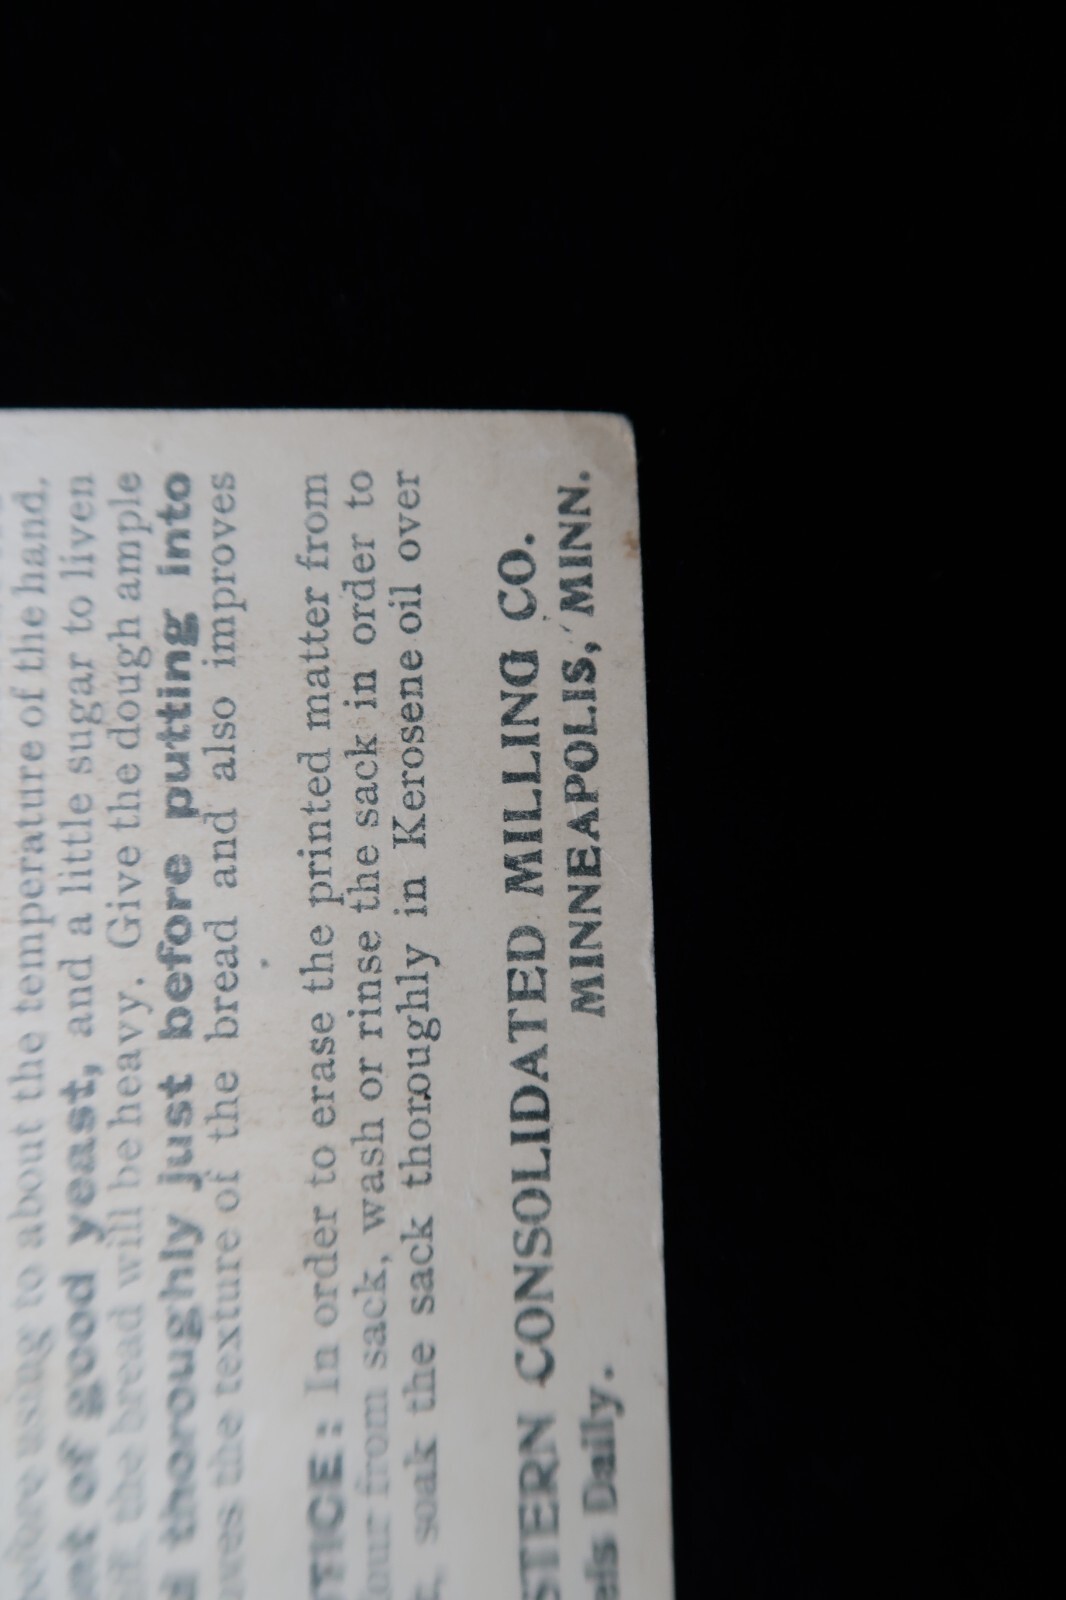 before using to about the temperature of the hand.
of good yeast, and a little sugar to liven
the bread will be heavy. Give the dough ample
thoroughly just before putting into
the texture of the bread and also improves
TICE: In order to erase the printed matter from
from sack, wash or rinse the sack in order to
soak the sack thoroughly in Kerosene oil over
STERN CONSOLIDATED MILLING CO.
els Daily. MINNEAPOLIS, MINN.